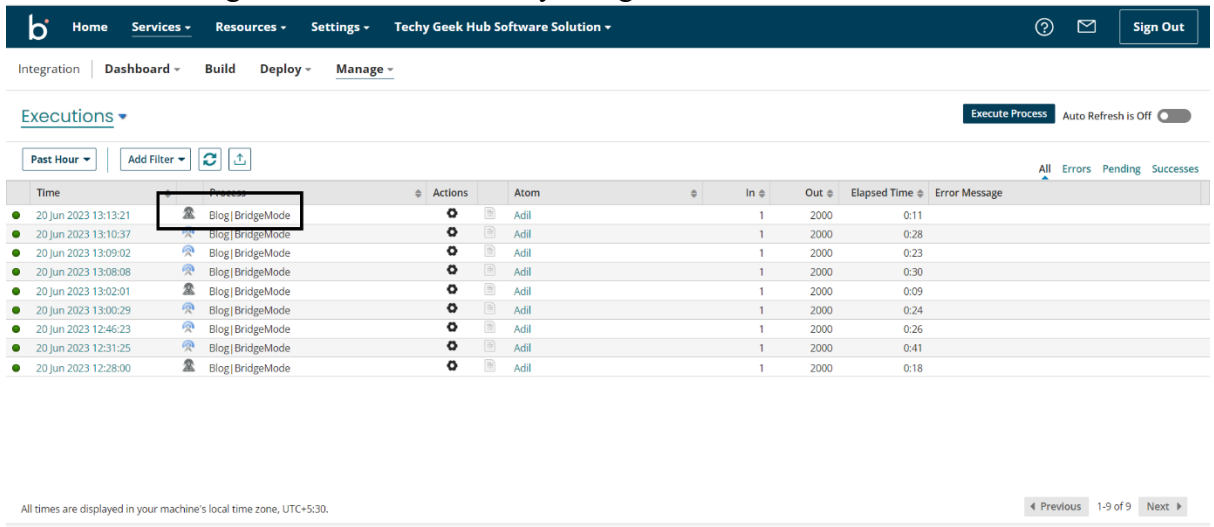 b Home Services Resources Settings Techy Geek Hub Software Solution ? Sign Out
Integration Dashboard Build Deploy Manage
Executions Execute Process Auto Refresh is Off
Past Hour Add Filter All Errors Pending Successes
Time Process Actions Atom In Out Elapsed Time Error Message
20 Jun 2023 13:13:21 Blog|BridgeMode Adil 1 2000 0:11
20 Jun 2023 13:10:37 Blog|BridgeMode Adil 1 2000 0:28
20 Jun 2023 13:09:02 Blog|BridgeMode Adil 1 2000 0:23
20 Jun 2023 13:08:08 Blog|BridgeMode Adil 1 2000 0:30
20 Jun 2023 13:02:01 Blog|BridgeMode Adil 1 2000 0:09
20 Jun 2023 13:00:29 Blog|BridgeMode Adil 1 2000 0:24
20 Jun 2023 12:46:23 Blog|BridgeMode Adil 1 2000 0:26
20 Jun 2023 12:31:25 Blog|BridgeMode Adil 1 2000 0:41
20 Jun 2023 12:28:00 Blog|BridgeMode Adil 1 2000 0:18
All times are displayed in your machine's local time zone, UTC+5:30. Previous 1-9 of 9 Next